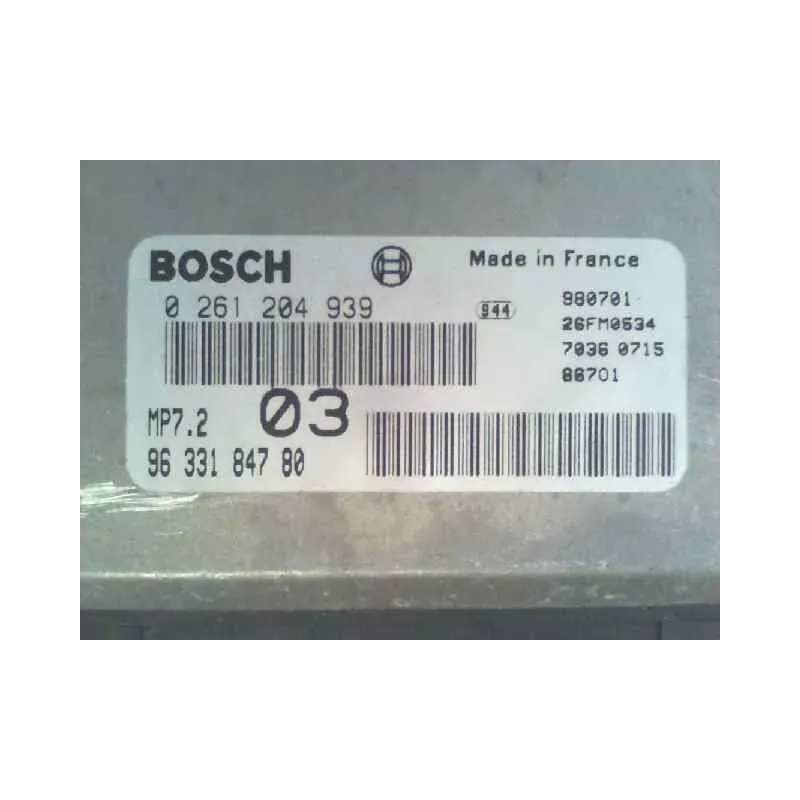 BOSCH Made in France
0 261 204 939 944 980701
26FM0534
7036 0715
86701
MP7.2 03
96 331 847 80